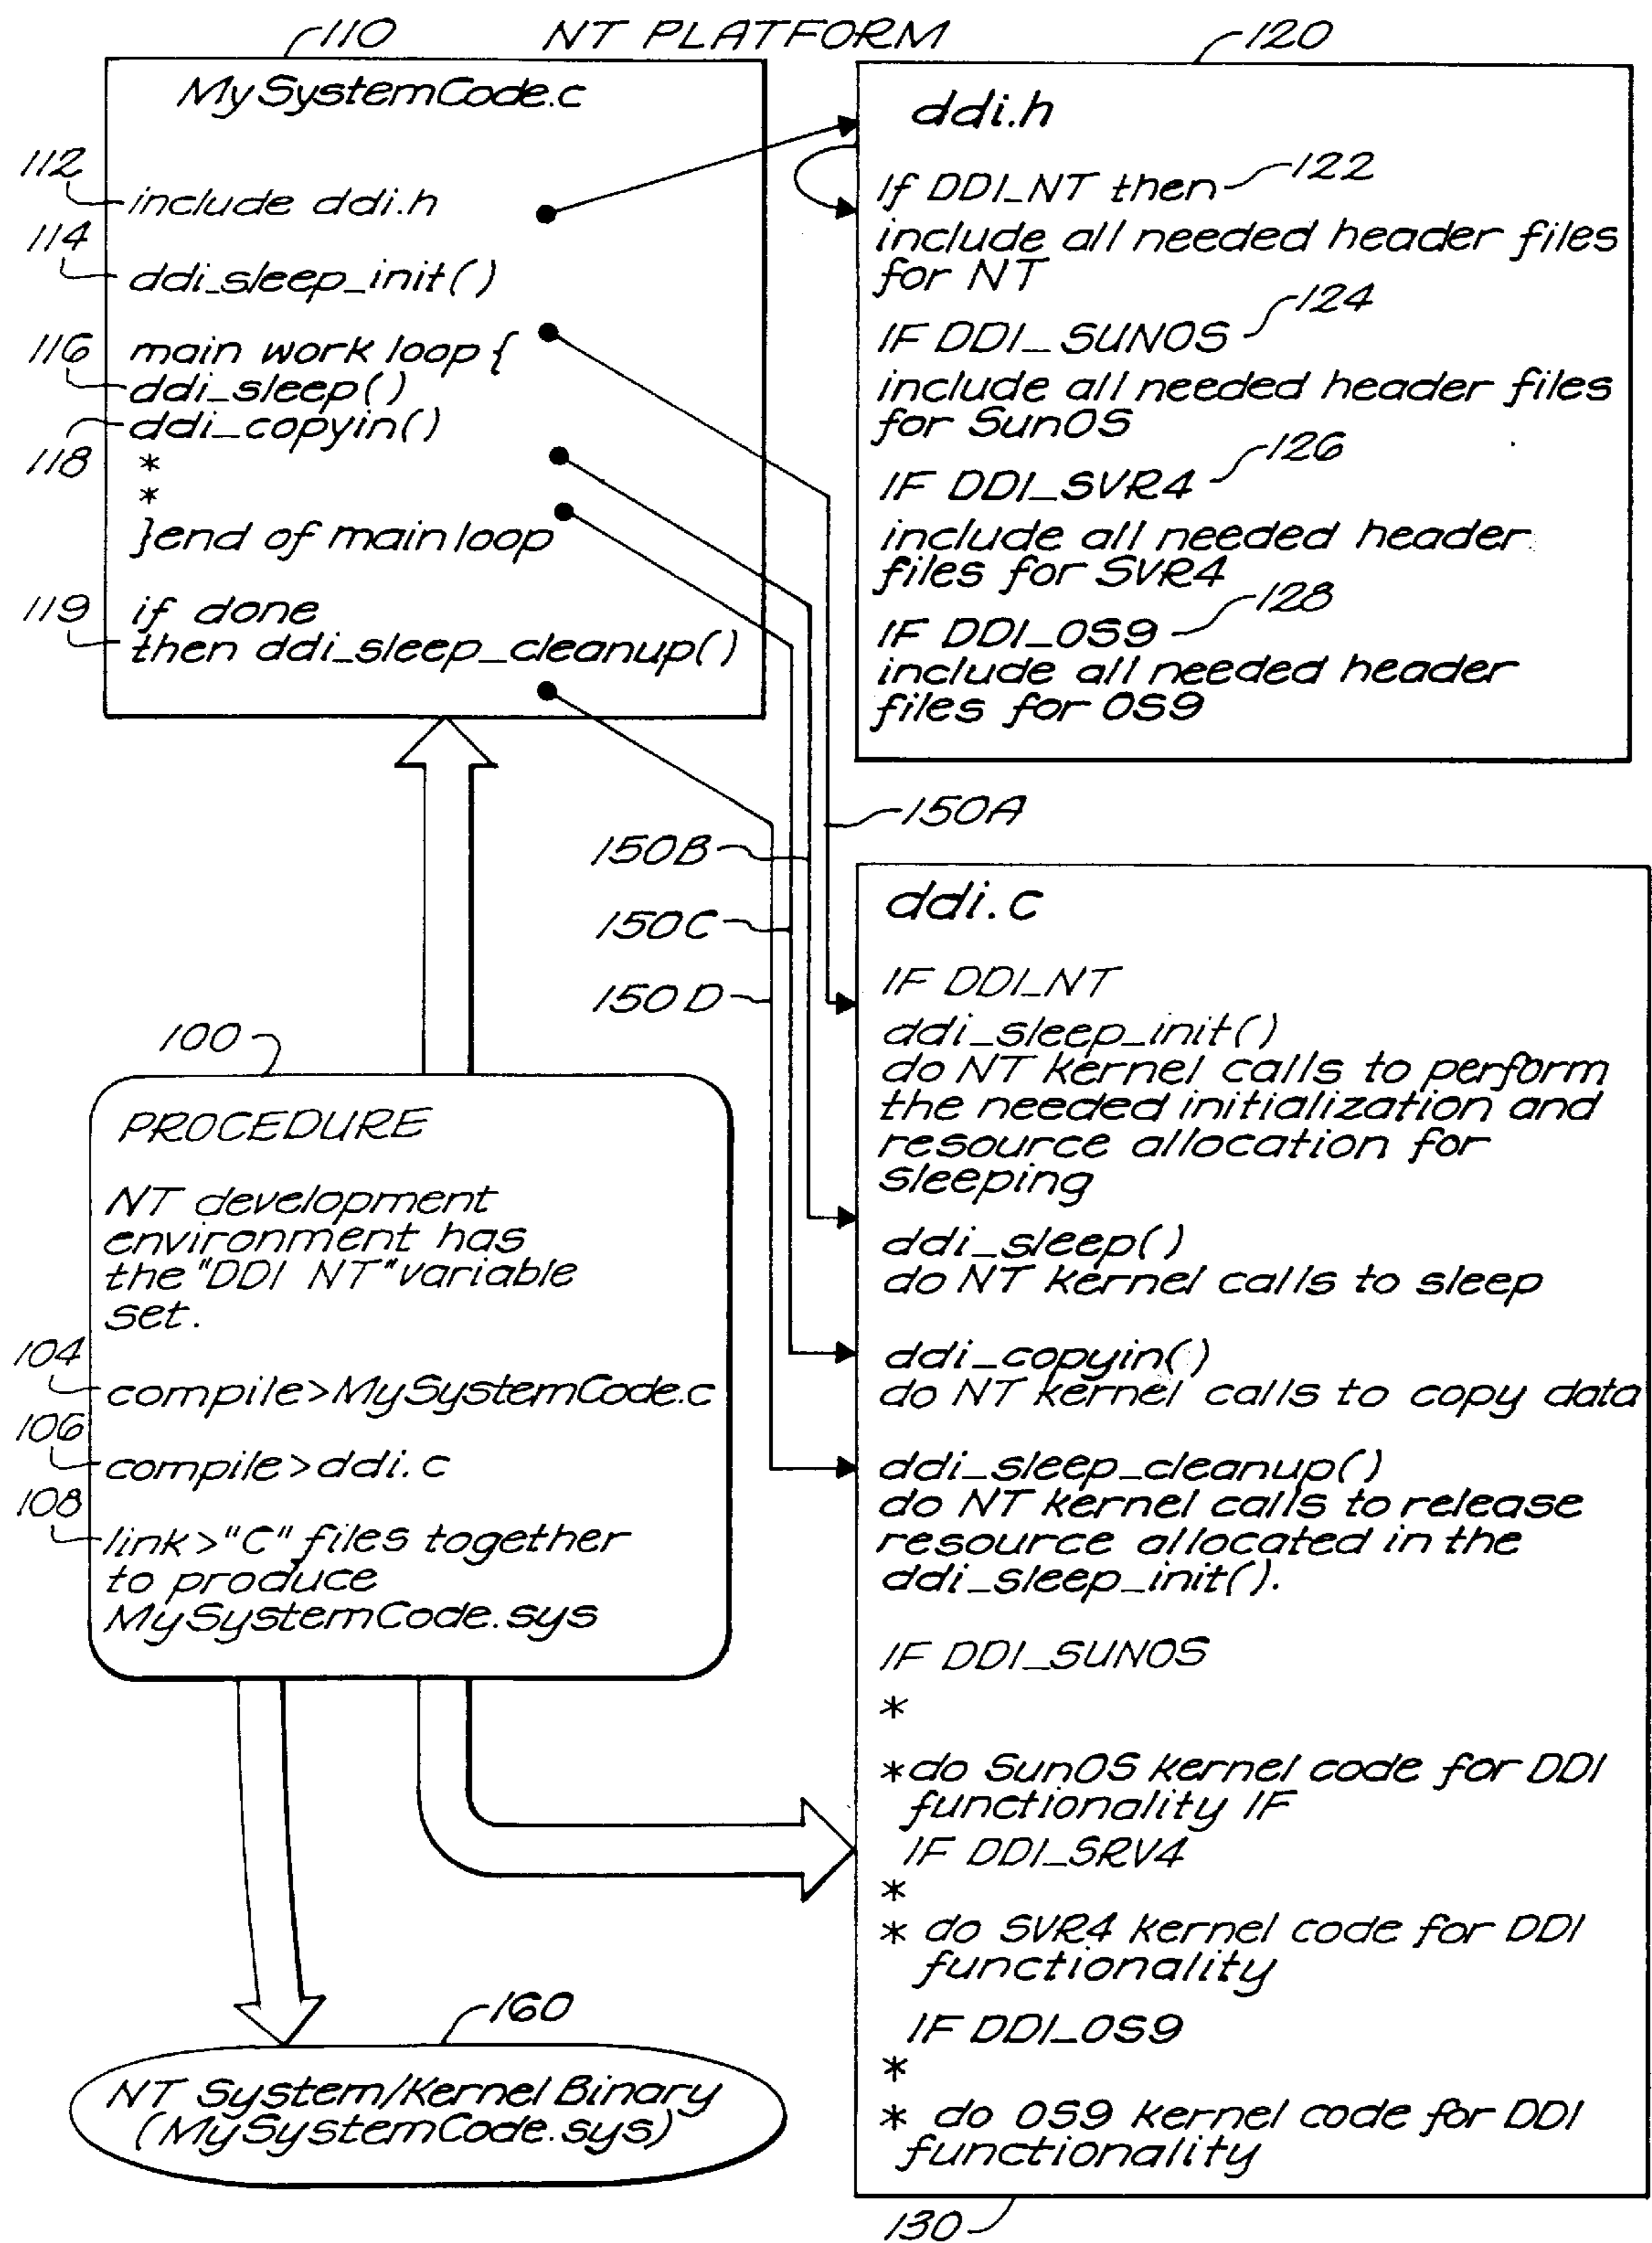 110
NT PLATFORM
120
MySystemCode.c
112
include ddi.h
114
ddi_sleep_init()
116
main work loop {
ddi_sleep()
ddi_copyin()
118
*
*
}end of main loop
119
if done
then ddi_sleep_cleanup()
ddi.h
If DDI_NT then
122
include all needed header files
for NT
124
IF DDI_SUNOS
include all needed header files
for SunOS
126
IF DDI_SVR4
include all needed header
files for SVR4
128
IF DDI_OS9
include all needed header
files for OS9
150A
150B
150C
150D
100
PROCEDURE
NT development
environment has
the "DDI NT" variable
set.
104
compile>MySystemCode.c
106
compile>ddi.c
108
link>"C" files together
to produce
MySystemCode.sys
160
NT System/Kernel Binary
(MySystemCode.sys)
ddi.c
IF DDI_NT
ddi_sleep_init()
do NT kernel calls to perform
the needed initialization and
resource allocation for
sleeping
ddi_sleep()
do NT kernel calls to sleep
ddi_copyin()
do NT kernel calls to copy data
ddi_sleep_cleanup()
do NT kernel calls to release
resource allocated in the
ddi_sleep_init().
IF DDI_SUNOS
*
*do SunOS kernel code for DDI
functionality IF
IF DDI_SRV4
*
* do SVR4 kernel code for DDI
functionality
IF DDI_OS9
*
* do OS9 kernel code for DDI
functionality
130